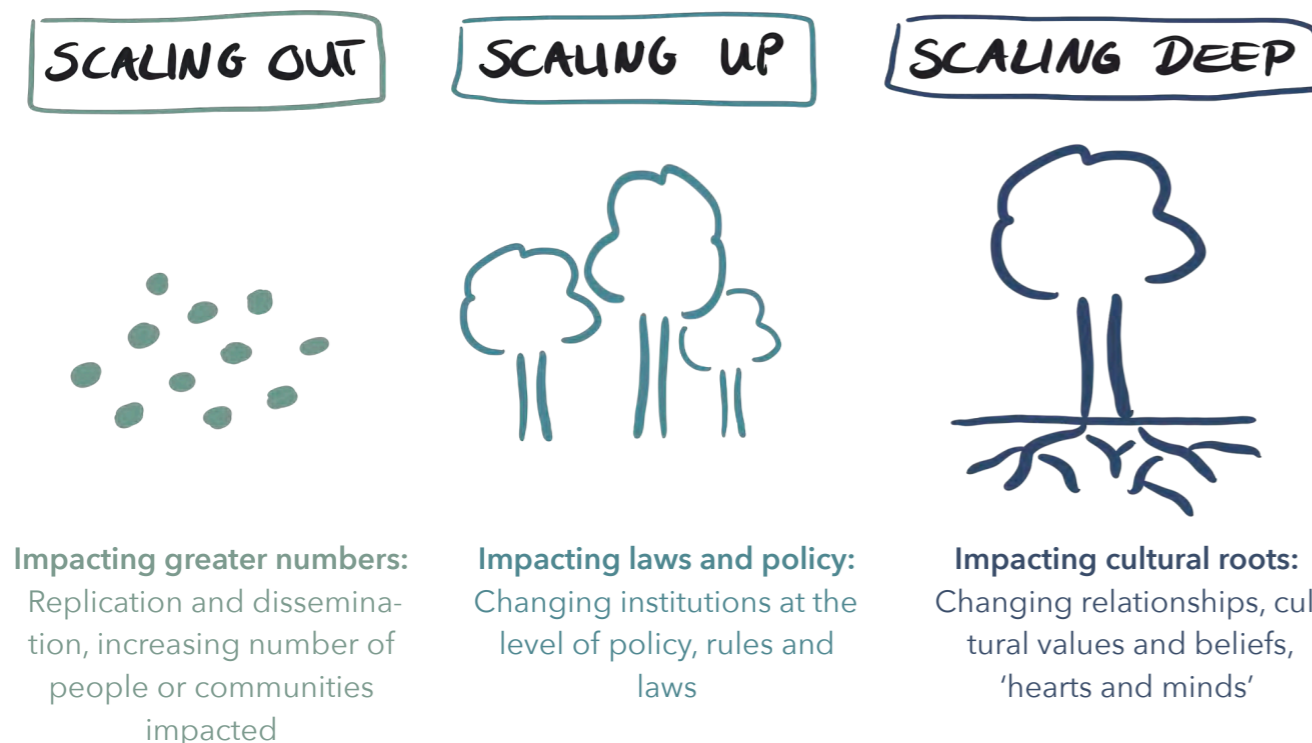 SCALING OUT
Impacting greater numbers:
Replication and dissemina-
tion, increasing number of
people or communities
impacted
SCALING UP
Impacting laws and policy:
Changing institutions at the
level of policy, rules and
laws
SCALING DEEP
Impacting cultural roots:
Changing relationships, cul
tural values and beliefs,
‘hearts and minds’